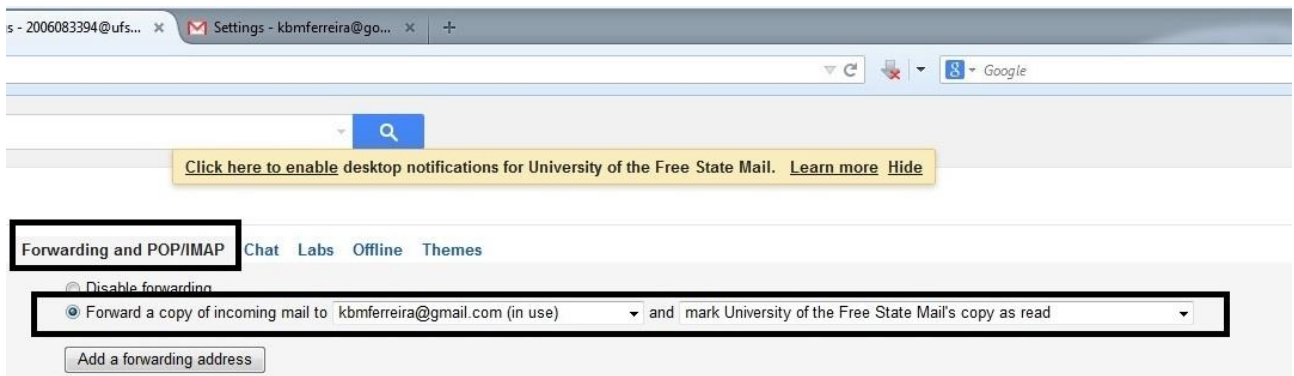 s - 2006083394@ufs... × Settings - kbmferreira@go... × +
Google
Click here to enable desktop notifications for University of the Free State Mail. Learn more Hide
Forwarding and POP/IMAP Chat Labs Offline Themes
Disable forwarding
Forward a copy of incoming mail to kbmferreira@gmail.com (in use) and mark University of the Free State Mail's copy as read
Add a forwarding address